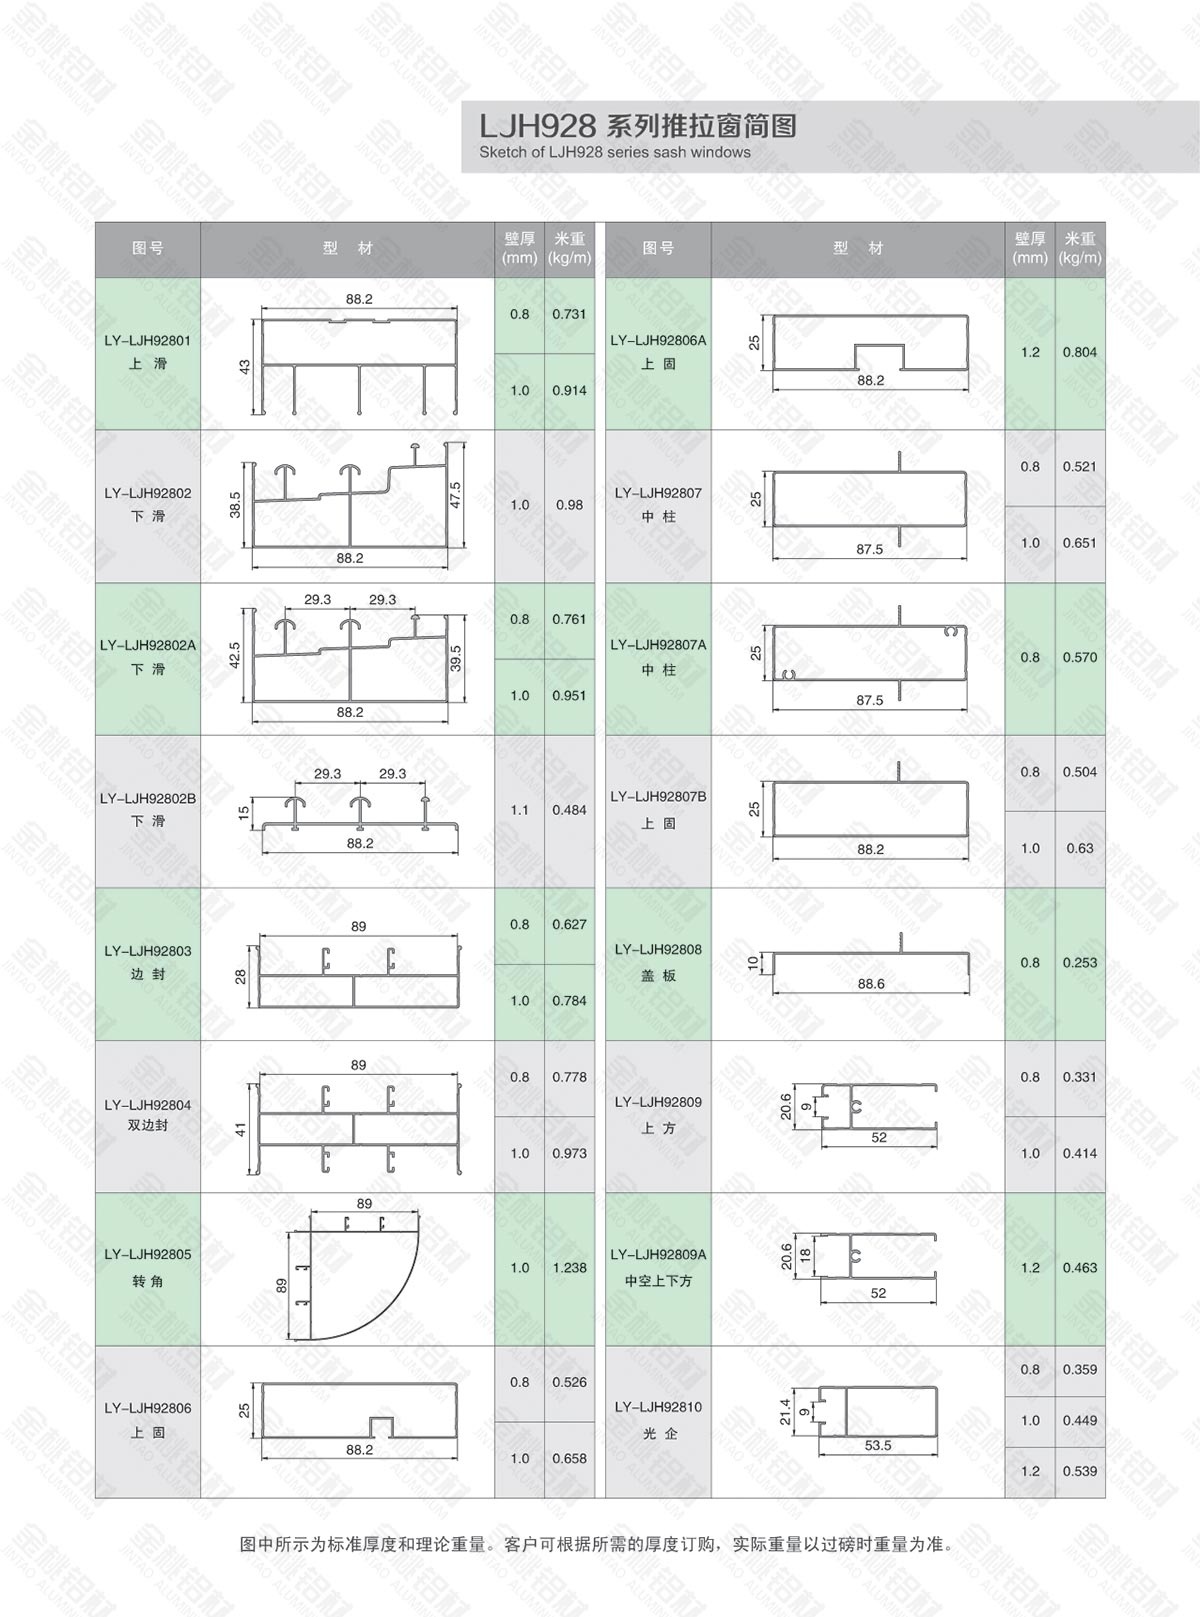 LJH928 系列推拉窗简图
Sketch of LJH928 series sash windows
图号 型 材 壁厚 (mm) 米重 (kg/m)
LY-LJH92801
上 滑
88.2
43
0.8 0.731
1.0 0.914
LY-LJH92802
下 滑
38.5
47.5
88.2
1.0 0.98
LY-LJH92802A
下 滑
29.3 29.3
42.5
39.5
88.2
0.8 0.761
1.0 0.951
LY-LJH92802B
下 滑
29.3 29.3
15
88.2
1.1 0.484
LY-LJH92803
边 封
89
28
0.8 0.627
1.0 0.784
LY-LJH92804
双边封
89
41
0.8 0.778
1.0 0.973
LY-LJH92805
转 角
89
89
1.0 1.238
LY-LJH92806
上 固
25
88.2
0.8 0.526
1.0 0.658
图号 型 材 壁厚 (mm) 米重 (kg/m)
LY-LJH92806A
上 固
25
88.2
1.2 0.804
LY-LJH92807
中 柱
25
87.5
0.8 0.521
1.0 0.651
LY-LJH92807A
中 柱
25
87.5
0.8 0.570
LY-LJH92807B
上 固
25
88.2
0.8 0.504
1.0 0.63
LY-LJH92808
盖 板
10
88.6
0.8 0.253
LY-LJH92809
上 方
20.6
9
52
0.8 0.331
1.0 0.414
LY-LJH92809A
中空上下方
20.6
18
52
1.2 0.463
LY-LJH92810
光 企
21.4
9
53.5
0.8 0.359
1.0 0.449
1.2 0.539
图中所示为标准厚度和理论重量。客户可根据所需的厚度订购，实际重量以过磅时重量为准。
金桃铝材
JINTAO ALUMINIUM